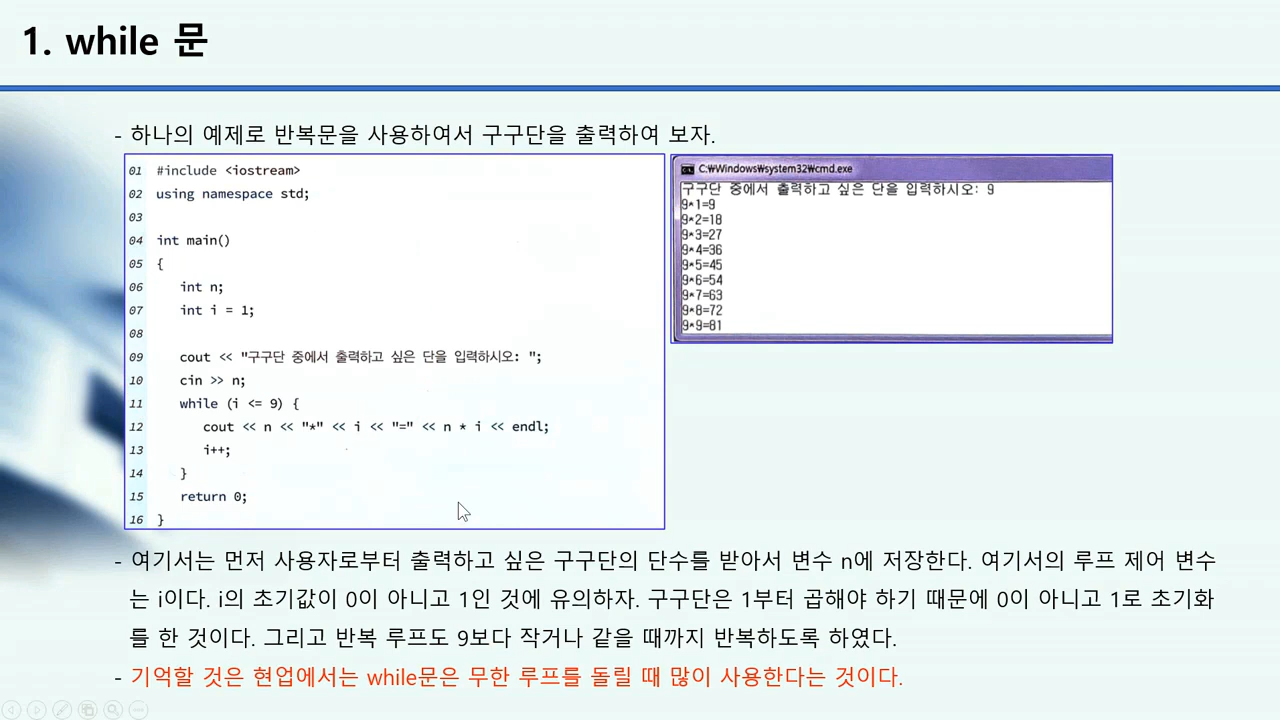 1. while 문
- 하나의 예제로 반복문을 사용하여서 구구단을 출력하여 보자.
01 #include <iostream>
02 using namespace std;
03
04 int main()
05 {
06 int n;
07 int i = 1;
08
09 cout << "구구단 중에서 출력하고 싶은 단을 입력하시오: ";
10 cin >> n;
11 while (i <= 9) {
12 cout << n << "*" << i << "=" << n * i << endl;
13 i++;
14 }
15 return 0;
16 }
C:₩Windows₩system32₩cmd.exe
구구단 중에서 출력하고 싶은 단을 입력하시오: 9
9*1=9
9*2=18
9*3=27
9*4=36
9*5=45
9*6=54
9*7=63
9*8=72
9*9=81
- 여기서는 먼저 사용자로부터 출력하고 싶은 구구단의 단수를 받아서 변수 n에 저장한다. 여기서의 루프 제어 변수
는 i이다. i의 초기값이 0이 아니고 1인 것에 유의하자. 구구단은 1부터 곱해야 하기 때문에 0이 아니고 1로 초기화
를 한 것이다. 그리고 반복 루프도 9보다 작거나 같을 때까지 반복하도록 하였다.
- 기억할 것은 현업에서는 while문은 무한 루프를 돌릴 때 많이 사용한다는 것이다.